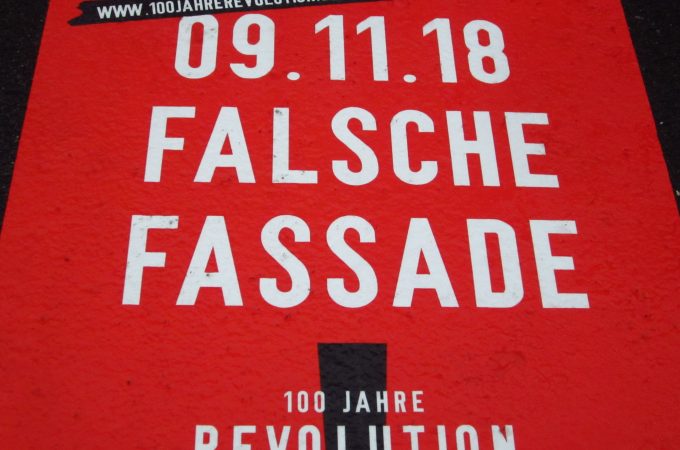 WWW.100JAHREREVOLUTION
09.11.18
FALSCHE
FASSADE
100 JAHRE
REVOLUTION